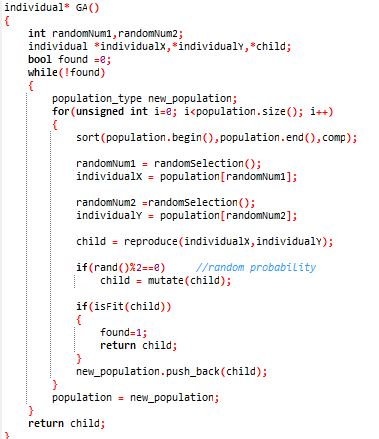 individual* GA()
{
    int randomNum1,randomNum2;
    individual *individualX,*individualY,*child;
    bool found =0;
    while(!found)
    {
        population_type new_population;
        for(unsigned int i=0; i<population.size(); i++)
        {
            sort(population.begin(),population.end(),comp);
            randomNum1 = randomSelection();
            individualX = population[randomNum1];
            randomNum2 =randomSelection();
            individualY = population[randomNum2];
            child = reproduce(individualX,individualY);
            if(rand()%2==0)     //random probability
                child = mutate(child);
            if(isFit(child))
            {
                found=1;
                return child;
            }
            new_population.push_back(child);
        }
        population = new_population;
    }
    return child;
}